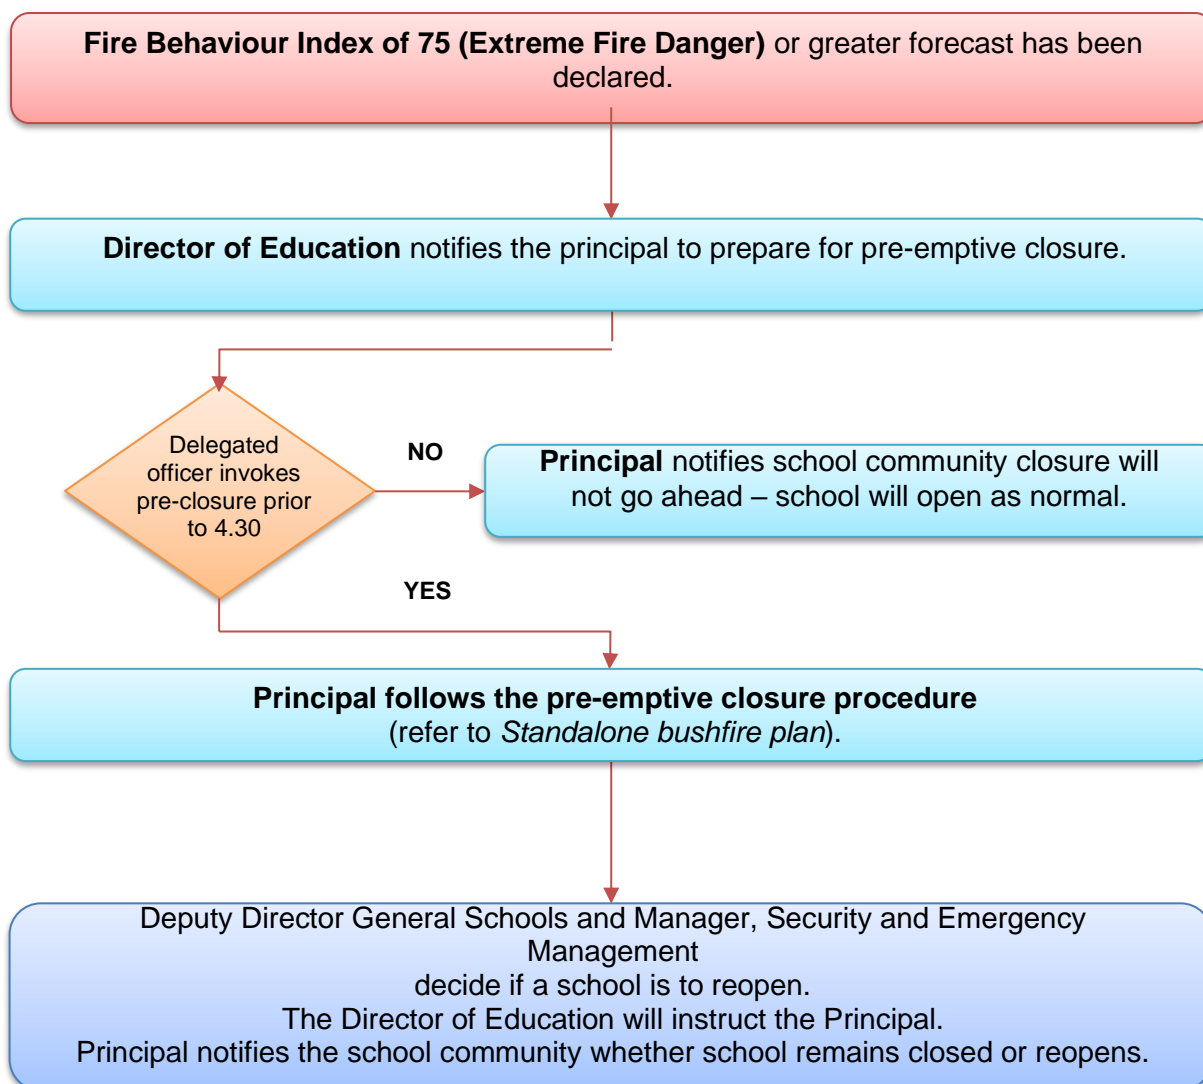 Fire Behaviour Index of 75 (Extreme Fire Danger) or greater forecast has been
declared.
Director of Education notifies the principal to prepare for pre-emptive closure.
Delegated
officer invokes
pre-closure prior
to 4.30
NO
Principal notifies school community closure will
not go ahead – school will open as normal.
YES
Principal follows the pre-emptive closure procedure
(refer to Standalone bushfire plan).
Deputy Director General Schools and Manager, Security and Emergency
Management
decide if a school is to reopen.
The Director of Education will instruct the Principal.
Principal notifies the school community whether school remains closed or reopens.